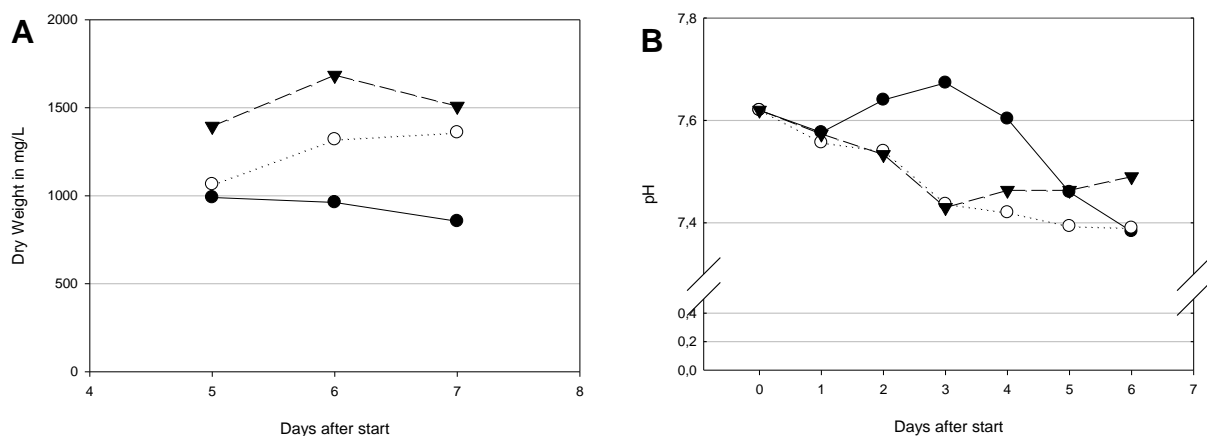 A
Dry Weight in mg/L
2000
1500
1000
500
0
4 5 6 7 8
Days after start
B
pH
7,8
7,6
7,4
0,4
0,2
0,0
0 1 2 3 4 5 6 7
Days after start